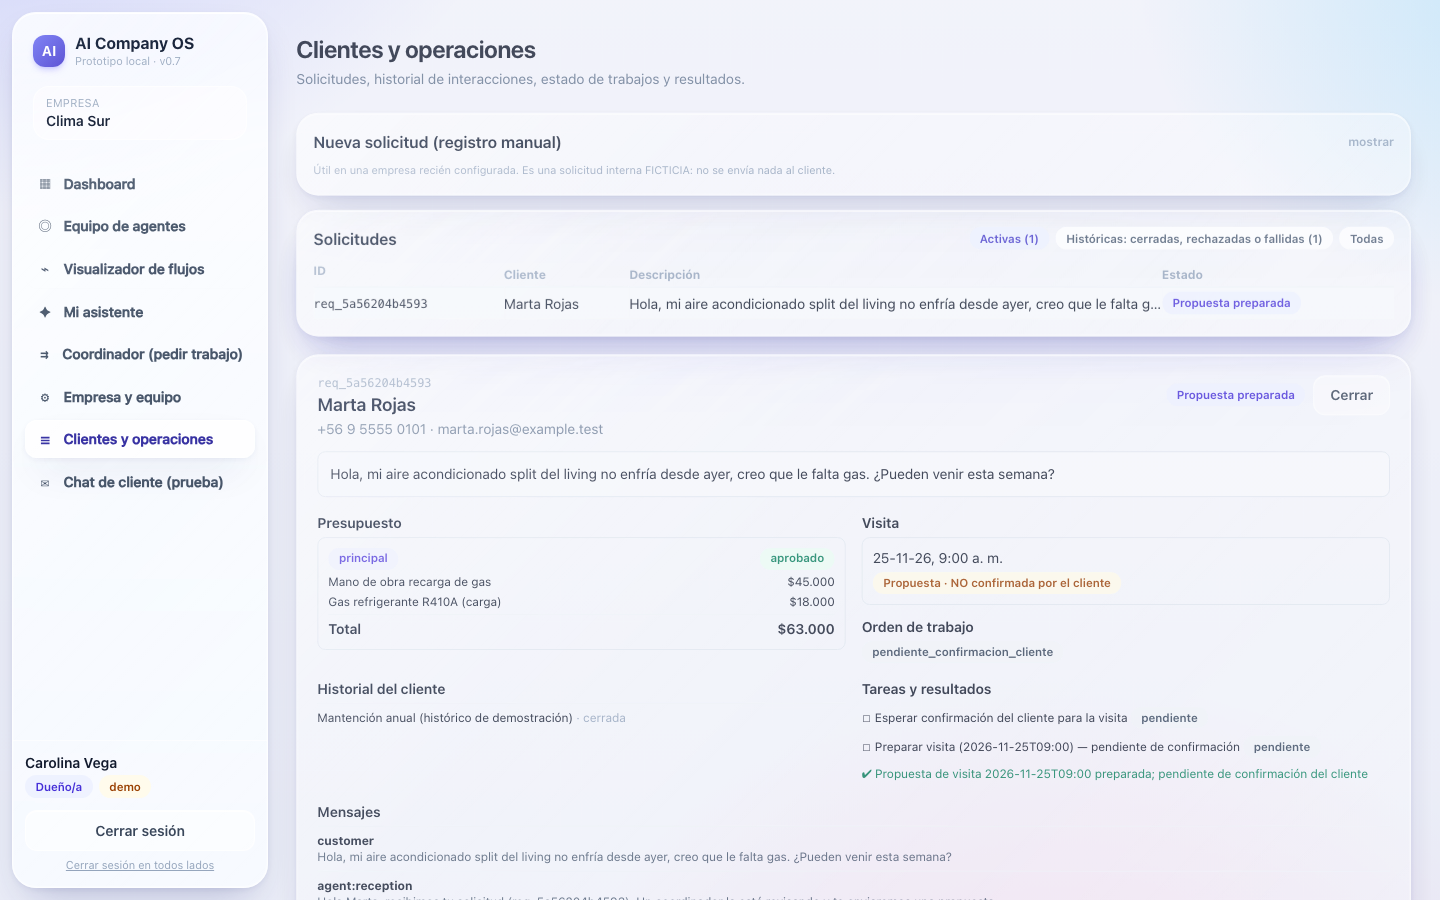 AI
AI Company OS
Prototipo local · v0.7
EMPRESA
Clima Sur
Dashboard
Equipo de agentes
Visualizador de flujos
Mi asistente
Coordinador (pedir trabajo)
Empresa y equipo
Clientes y operaciones
Chat de cliente (prueba)
Carolina Vega
Dueño/a demo
Cerrar sesión
Cerrar sesión en todos lados
Clientes y operaciones
Solicitudes, historial de interacciones, estado de trabajos y resultados.
Nueva solicitud (registro manual) mostrar
Útil en una empresa recién configurada. Es una solicitud interna FICTICIA: no se envía nada al cliente.
Solicitudes Activas (1) Históricas: cerradas, rechazadas o fallidas (1) Todas
ID Cliente Descripción Estado
req_5a56204b4593 Marta Rojas Hola, mi aire acondicionado split del living no enfría desde ayer, creo que le falta g... Propuesta preparada
req_5a56204b4593
Marta Rojas Propuesta preparada Cerrar
+56 9 5555 0101 · marta.rojas@example.test
Hola, mi aire acondicionado split del living no enfría desde ayer, creo que le falta gas. ¿Pueden venir esta semana?
Presupuesto
principal aprobado
Mano de obra recarga de gas $45.000
Gas refrigerante R410A (carga) $18.000
Total $63.000
Visita
25-11-26, 9:00 a. m.
Propuesta · NO confirmada por el cliente
Orden de trabajo
pendiente_confirmacion_cliente
Historial del cliente
Mantención anual (histórico de demostración) · cerrada
Tareas y resultados
☐ Esperar confirmación del cliente para la visita pendiente
☐ Preparar visita (2026-11-25T09:00) — pendiente de confirmación pendiente
✔ Propuesta de visita 2026-11-25T09:00 preparada; pendiente de confirmación del cliente
Mensajes
customer
Hola, mi aire acondicionado split del living no enfría desde ayer, creo que le falta gas. ¿Pueden venir esta semana?
agent:reception